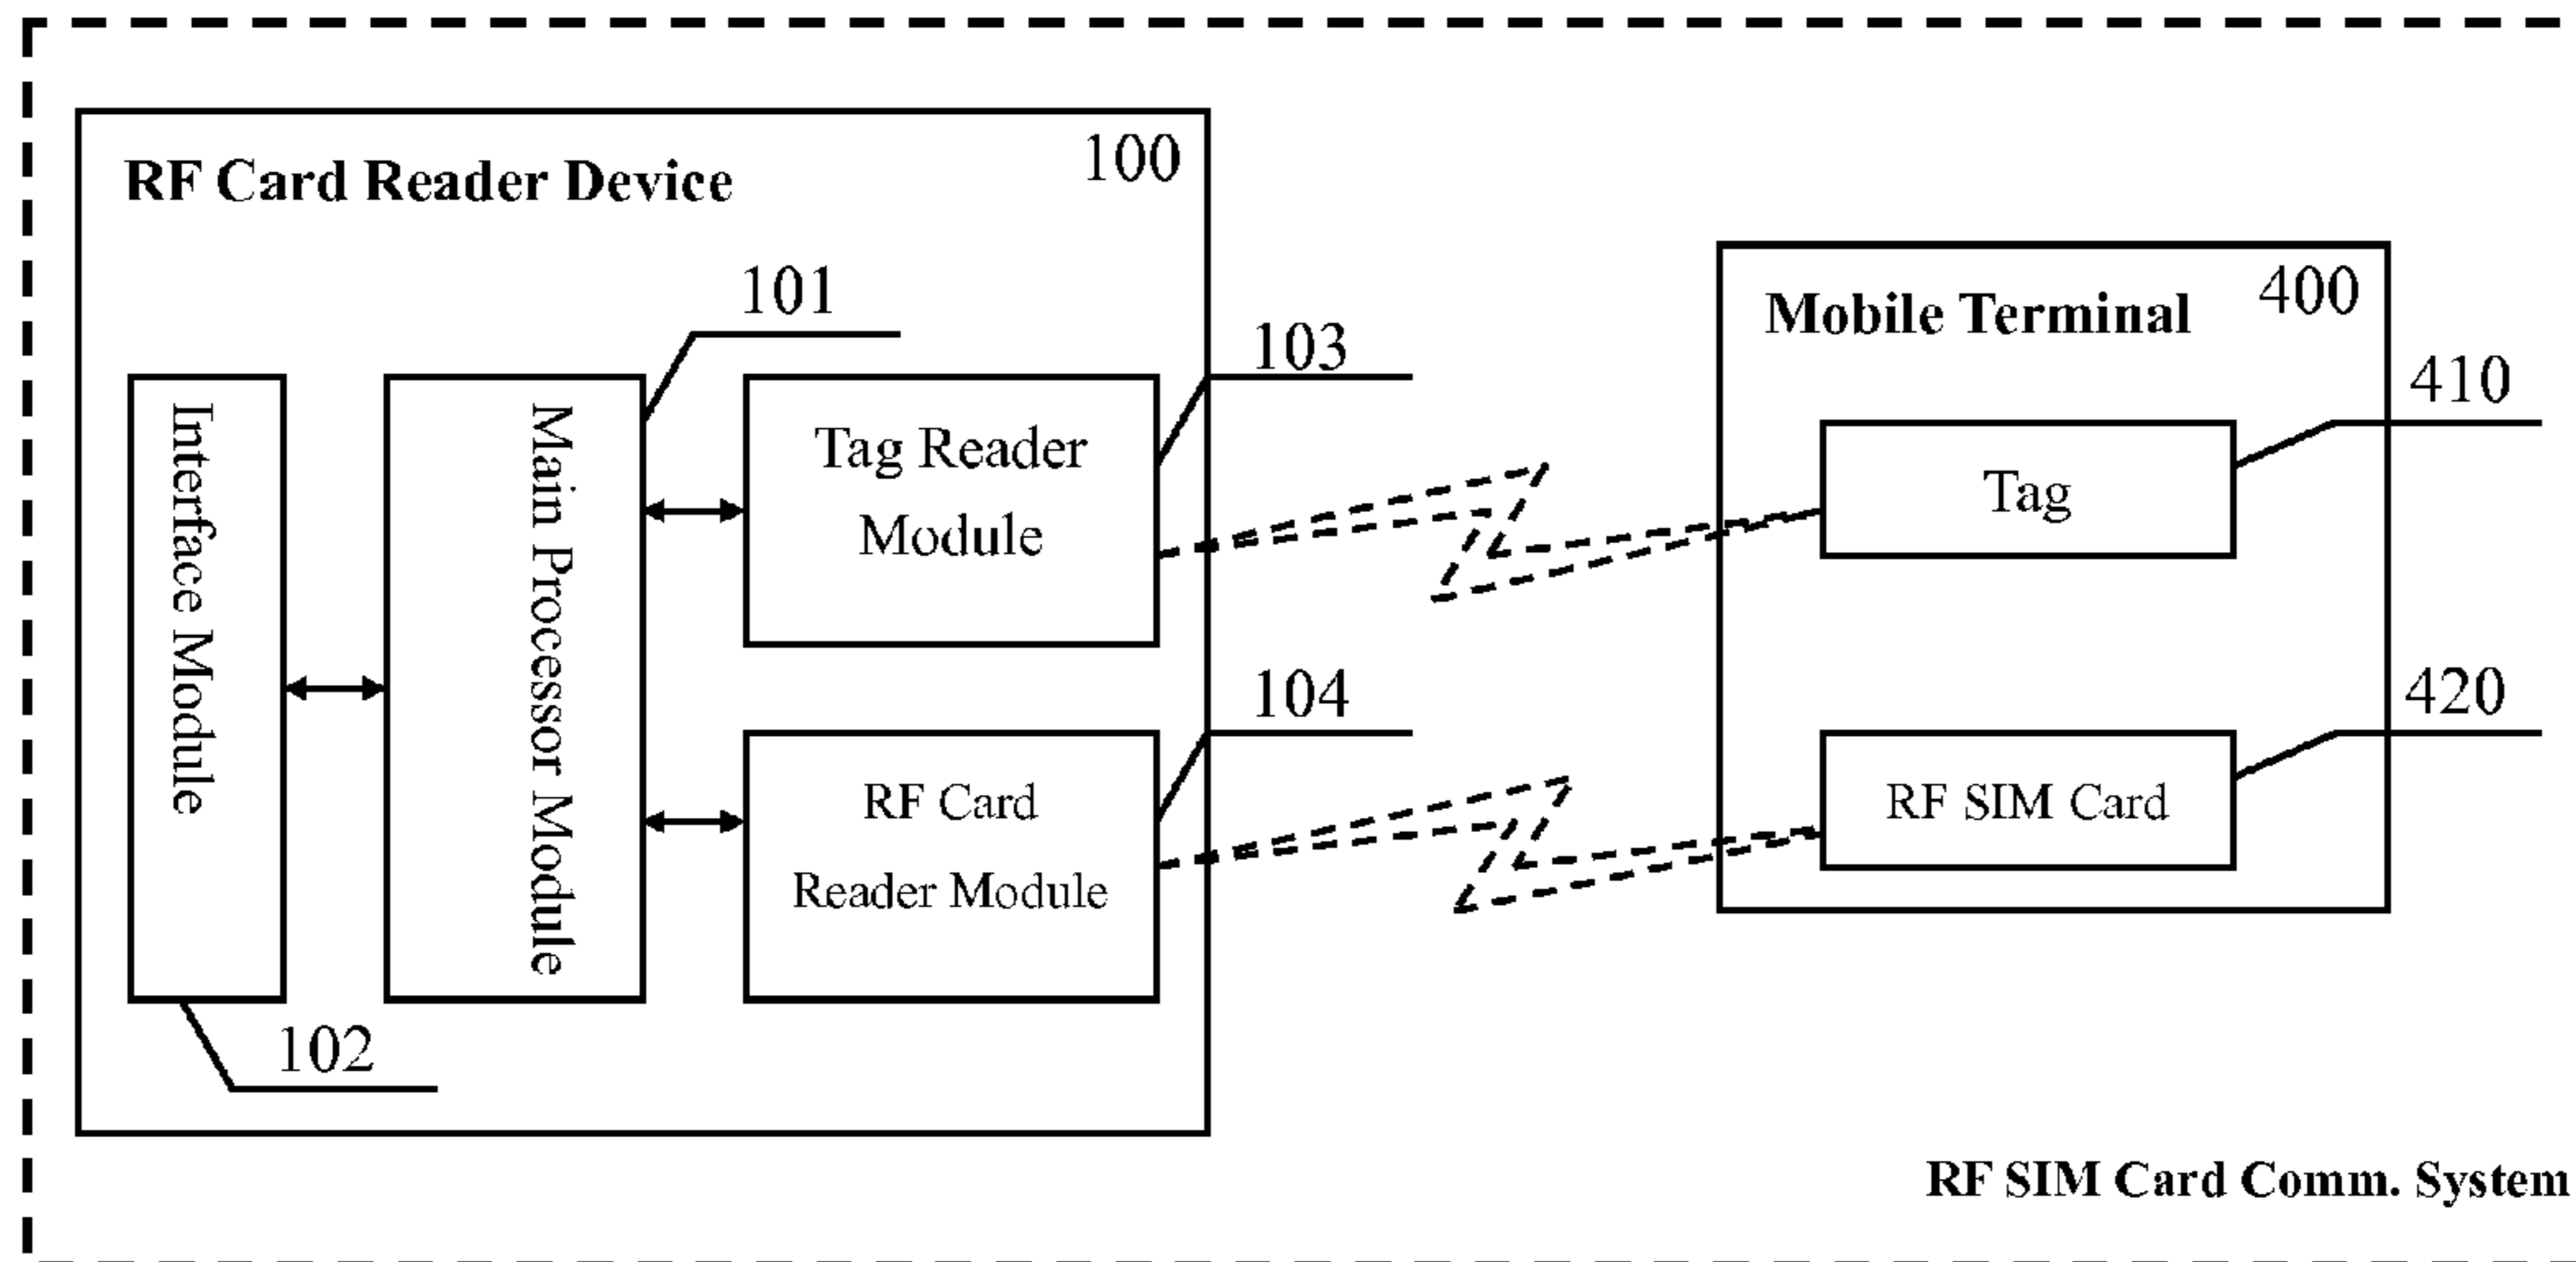 RF Card Reader Device
100
101
103
Interface Module
Main Processor Module
Tag Reader
Module
104
RF Card
Reader Module
102
Mobile Terminal
400
410
Tag
420
RF SIM Card
RF SIM Card Comm. System